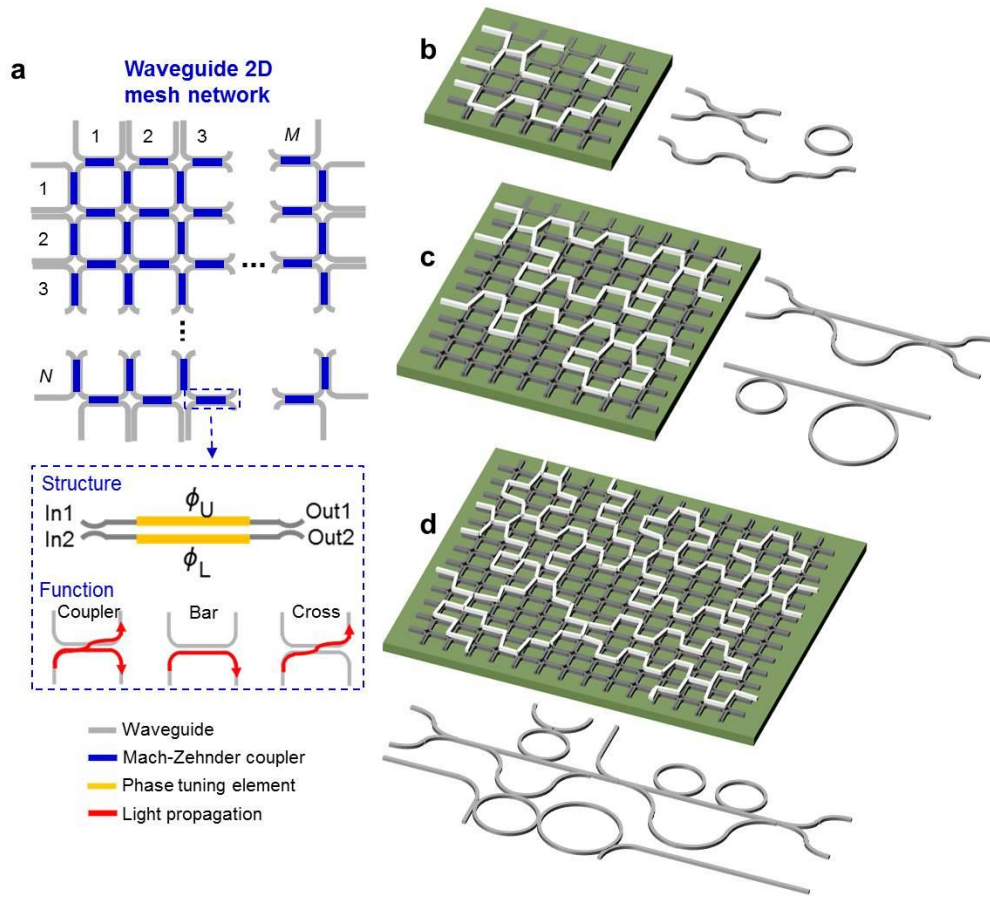 a
Waveguide 2D
mesh network
1 2 3 M
1
2
3
...
N
Structure
ϕU
In1 Out1
In2 Out2
ϕL
Function
Coupler Bar Cross
Waveguide
Mach-Zehnder coupler
Phase tuning element
Light propagation
b
c
d